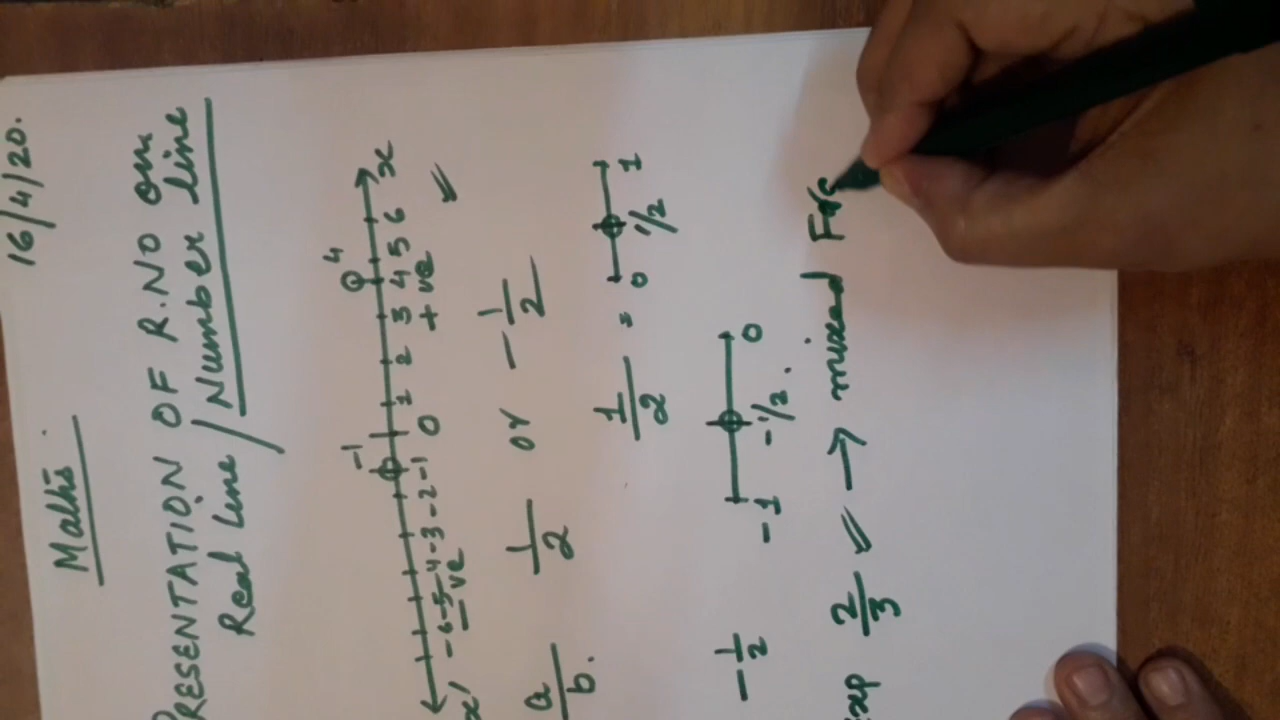 16/4/20.
Maths.
PRESENTATION OF R.NO on
Real Line / Number line
-1 4
-6 -5 -4 -3 -2 -1 0 1 2 3 4 5 6 x
x' -ve +ve
a/b. 1/2 or -1/2
1/2 = 0 1/2 1
-1/2 -1 -1/2. 0
exp 2/3 → mixed Fra